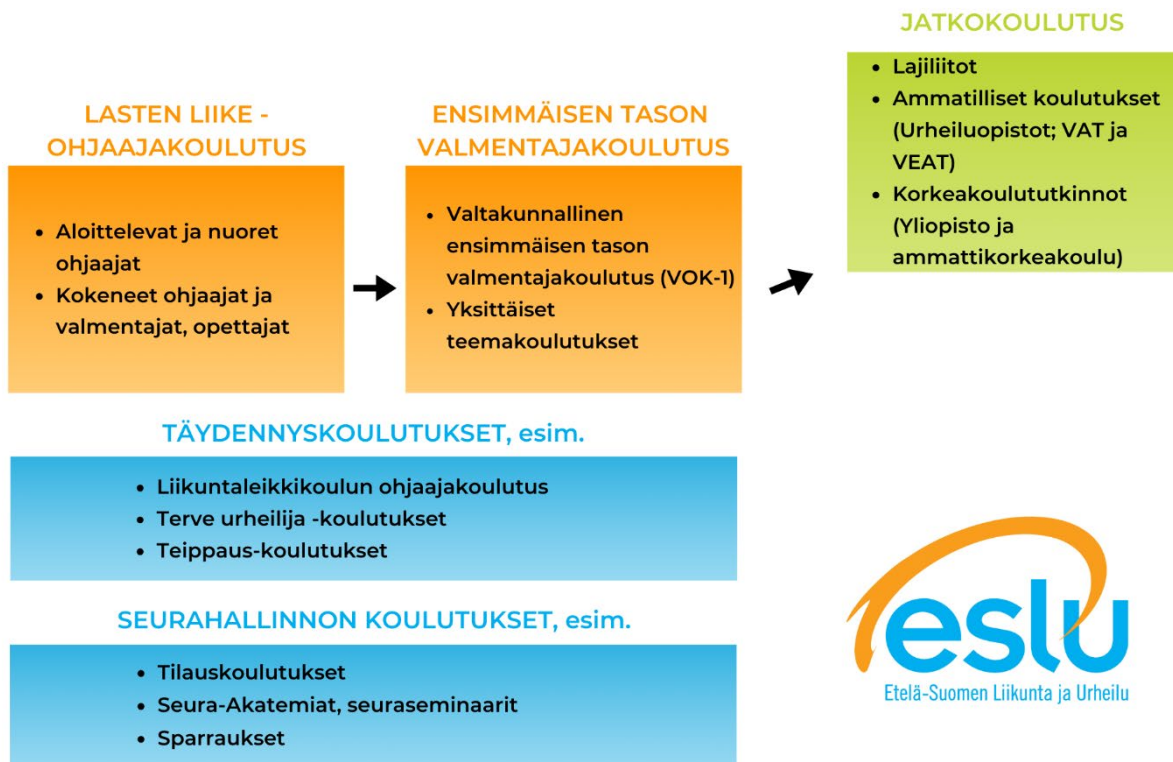 LASTEN LIIKE -
OHJAAJAKOULUTUS
• Aloittelevat ja nuoret
ohjaajat
• Kokeneet ohjaajat ja
valmentajat, opettajat
ENSIMMÄISEN TASON
VALMENTAJAKOULUTUS
• Valtakunnallinen
ensimmäisen tason
valmentajakoulutus (VOK-1)
• Yksittäiset
teemakoulutukset
JATKOKOULUTUS
• Lajiliitot
• Ammatilliset koulutukset
(Urheiluopistot; VAT ja
VEAT)
• Korkeakoulututkinnot
(Yliopisto ja
ammattikorkeakoulu)
TÄYDENNYSKOULUTUKSET, esim.
• Liikuntaleikkikoulun ohjaajakoulutus
• Terve urheilija -koulutukset
• Teippaus-koulutukset
SEURAHALLINNON KOULUTUKSET, esim.
• Tilauskoulutukset
• Seura-Akatemiat, seuraseminaarit
• Sparraukset
eslu
Etelä-Suomen Liikunta ja Urheilu